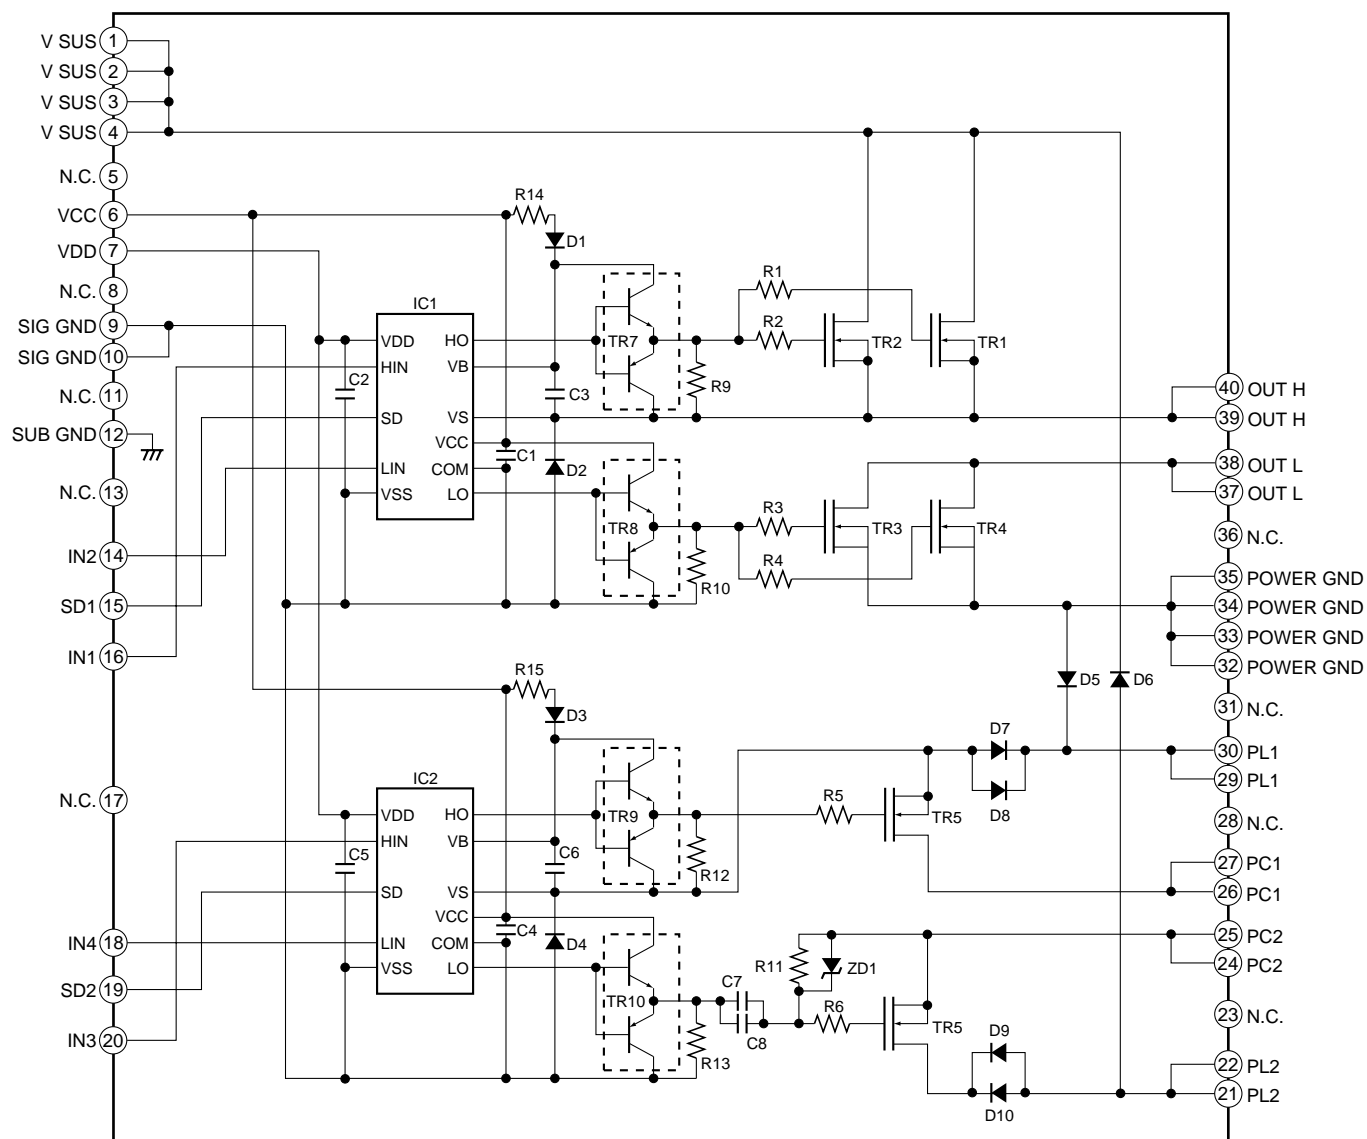 V SUS 1
V SUS 2
V SUS 3
V SUS 4
N.C. 5
VCC 6
VDD 7
N.C. 8
SIG GND 9
SIG GND 10
N.C. 11
SUB GND 12
N.C. 13
IN2 14
SD1 15
IN1 16
N.C. 17
IN4 18
SD2 19
IN3 20
R14
D1
IC1
VDD HO
HIN VB
SD VS
VCC
LIN COM
VSS LO
C2
C3
C1
D2
TR7
R9
R1
R2
TR2
TR1
TR8
R10
R3
R4
TR3
TR4
R15
D3
IC2
VDD HO
HIN VB
SD VS
VCC
LIN COM
VSS LO
C5
C6
C4
D4
TR9
R12
R5
TR5
D7
D8
D5
D6
TR10
R13
C7
C8
R11
ZD1
R6
TR5
D9
D10
40 OUT H
39 OUT H
38 OUT L
37 OUT L
36 N.C.
35 POWER GND
34 POWER GND
33 POWER GND
32 POWER GND
31 N.C.
30 PL1
29 PL1
28 N.C.
27 PC1
26 PC1
25 PC2
24 PC2
23 N.C.
22 PL2
21 PL2